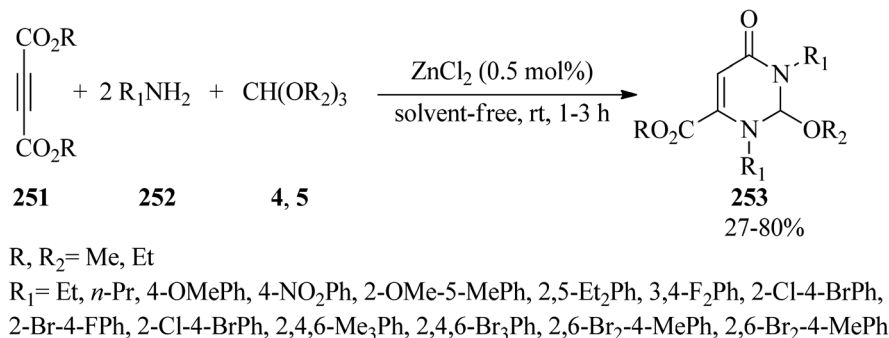 CO₂R
CO₂R
+ 2 R₁NH₂ + CH(OR₂)₃
ZnCl₂ (0.5 mol%)
solvent-free, rt, 1-3 h
O
N
R₁
RO₂C
N
OR₂
R₁
251 252 4, 5 253
27-80%
R, R₂= Me, Et
R₁= Et, n-Pr, 4-OMePh, 4-NO₂Ph, 2-OMe-5-MePh, 2,5-Et₂Ph, 3,4-F₂Ph, 2-Cl-4-BrPh,
2-Br-4-FPh, 2-Cl-4-BrPh, 2,4,6-Me₃Ph, 2,4,6-Br₃Ph, 2,6-Br₂-4-MePh, 2,6-Br₂-4-MePh